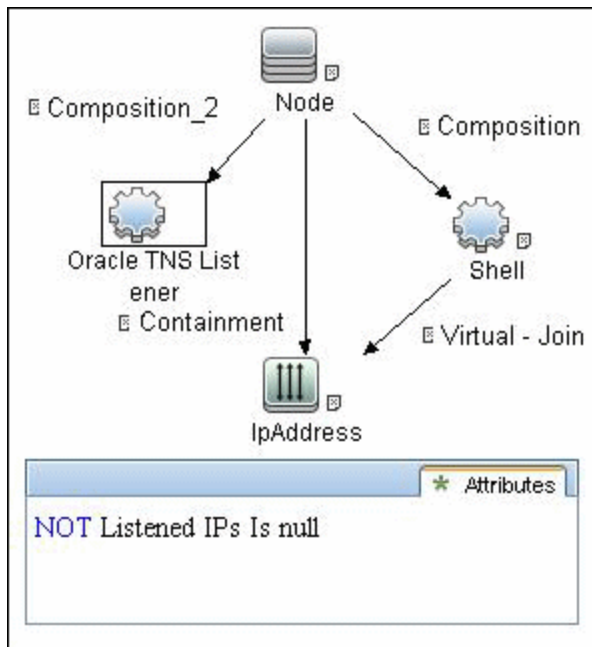 Node
Composition_2
Composition
Oracle TNS List
ener
Shell
Containment
Virtual - Join
IpAddress
Attributes
NOT Listened IPs Is null